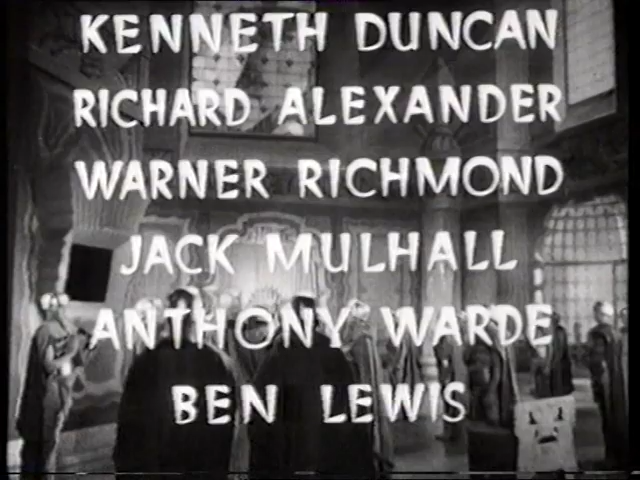 KENNETH DUNCAN
RICHARD ALEXANDER
WARNER RICHMOND
JACK MULHALL
ANTHONY WARDE
BEN LEWIS